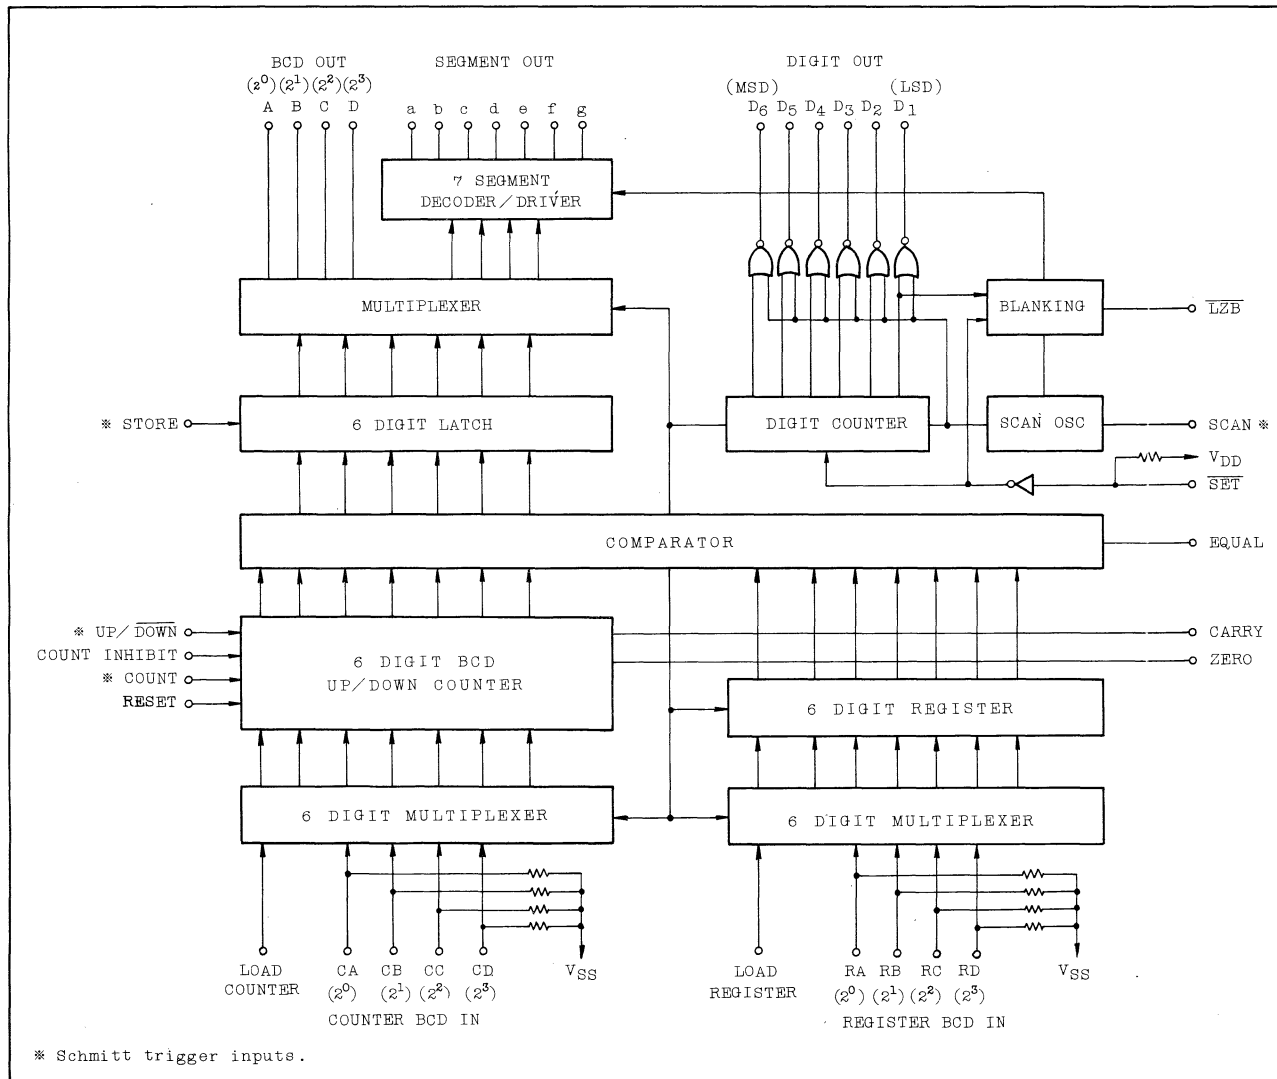 BCD OUT
SEGMENT OUT
DIGIT OUT
(2⁰) (2¹) (2²) (2³)
(MSD)
(LSD)
A B C D
a b c d e f g
D6 D5 D4 D3 D2 D1
7 SEGMENT
DECODER/DRIVER
MULTIPLEXER
BLANKING
L̅Z̅B̅
※ STORE
6 DIGIT LATCH
DIGIT COUNTER
SCAN OSC
SCAN ※
VDD
S̅E̅T̅
COMPARATOR
EQUAL
※ UP/D̅O̅W̅N̅
COUNT INHIBIT
※ COUNT
RESET
6 DIGIT BCD
UP/DOWN COUNTER
CARRY
ZERO
6 DIGIT REGISTER
6 DIGIT MULTIPLEXER
6 DIGIT MULTIPLEXER
LOAD
COUNTER
CA CB CC CD
(2⁰) (2¹) (2²) (2³)
VSS
COUNTER BCD IN
LOAD
REGISTER
RA RB RC RD
(2⁰) (2¹) (2²) (2³)
VSS
REGISTER BCD IN
※ Schmitt trigger inputs.